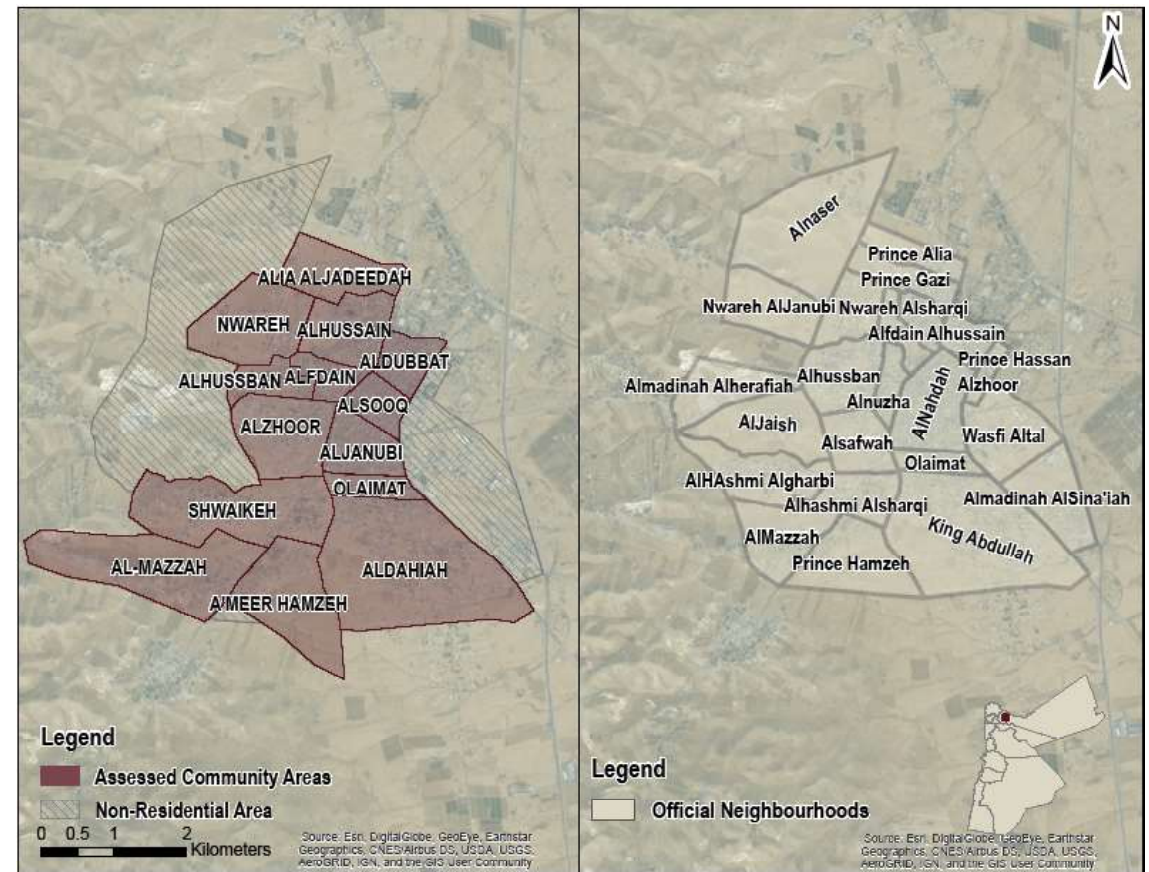 ALIA ALJADEEDAH
NWAREH
ALHUSSAIN
ALDUBBAT
ALHUSSBAN
ALFDAIN
ALSOOQ
ALZHOOR
ALJANUBI
OLAIMAT
SHWAIKEH
AL-MAZZAH
ALDAHIAH
A'MEER HAMZEH
Legend
Assessed Community Areas
Non-Residential Area
0 0.5 1 2
Kilometers
Source: Esri, DigitalGlobe, GeoEye, Earthstar
Geographics, CNES/Airbus DS, USDA, USGS,
AeroGRID, IGN, and the GIS User Community
N
Alnaser
Prince Alia
Prince Gazi
Nwareh AlJanubi
Nwareh Alsharqi
Alfdain
Alhussain
Prince Hassan
Almadinah Alherafiah
Alhussban
Alzhoor
Alnuzha
AlNahdah
AlJaish
Alsafwah
Wasfi Altal
Olaimat
AlHAshmi Algharbi
Alhashmi Alsharqi
Almadinah AlSina'iah
AlMazzah
King Abdullah
Prince Hamzeh
Legend
Official Neighbourhoods
Source: Esri, DigitalGlobe, GeoEye, Earthstar
Geographics, CNES/Airbus DS, USDA, USGS,
AeroGRID, IGN, and the GIS User Community